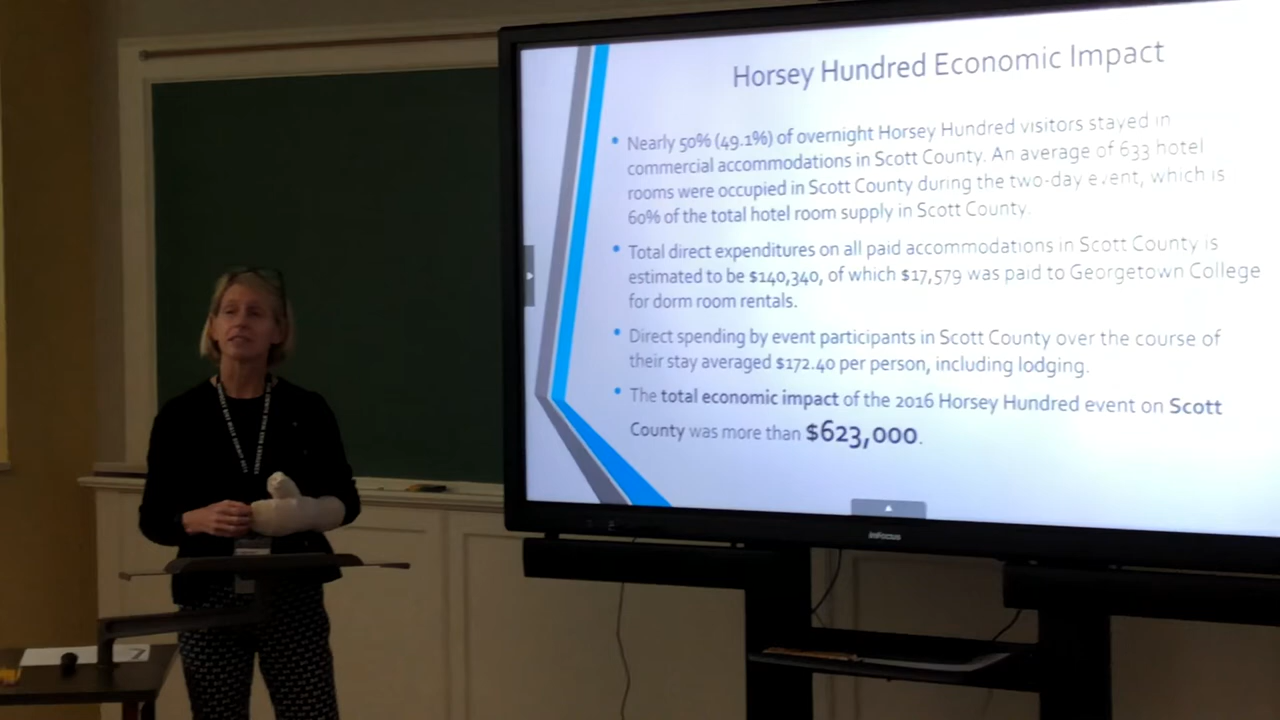 Horsey Hundred Economic Impact
• Nearly 50% (49.1%) of overnight Horsey Hundred visitors stayed in
commercial accommodations in Scott County. An average of 633 hotel
rooms were occupied in Scott County during the two-day event, which is
60% of the total hotel room supply in Scott County.
• Total direct expenditures on all paid accommodations in Scott County is
estimated to be $140,340, of which $17,579 was paid to Georgetown College
for dorm room rentals.
• Direct spending by event participants in Scott County over the course of
their stay averaged $172.40 per person, including lodging.
• The total economic impact of the 2016 Horsey Hundred event on Scott
County was more than $623,000.
InFocus